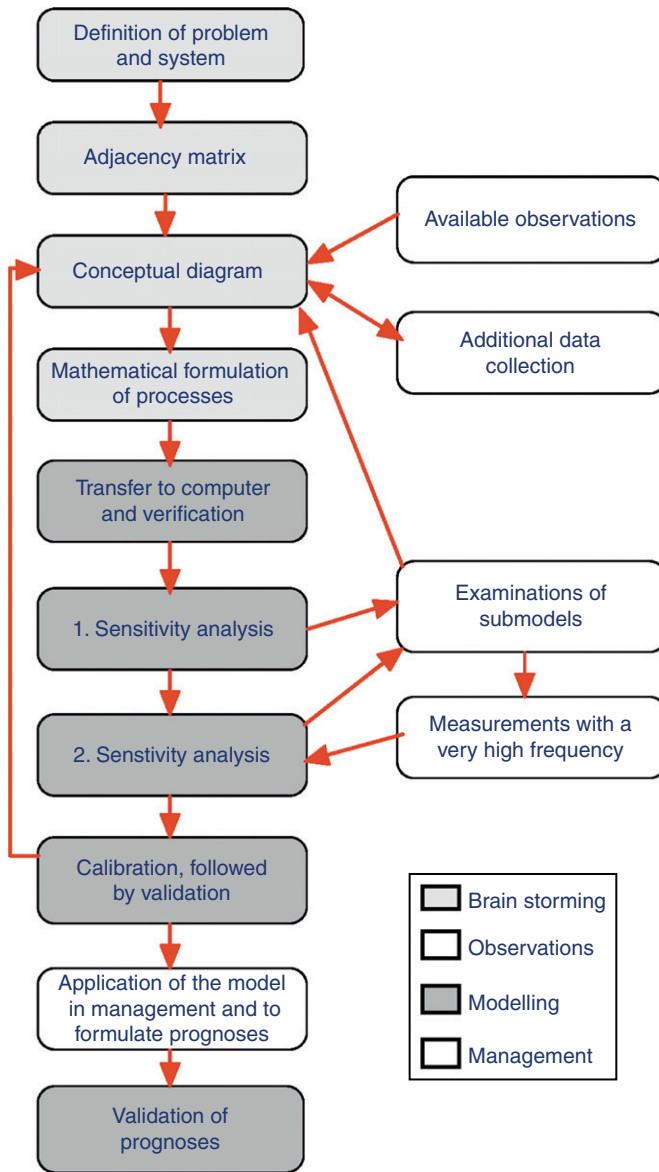 Definition of problem
and system
Adjacency matrix
Available observations
Conceptual diagram
Additional data
collection
Mathematical formulation
of processes
Transfer to computer
and verification
Examinations of
submodels
1. Sensitivity analysis
Measurements with a
very high frequency
2. Senstivity analysis
Calibration, followed
by validation
Brain storming
Observations
Modelling
Management
Application of the model
in management and to
formulate prognoses
Validation of
prognoses